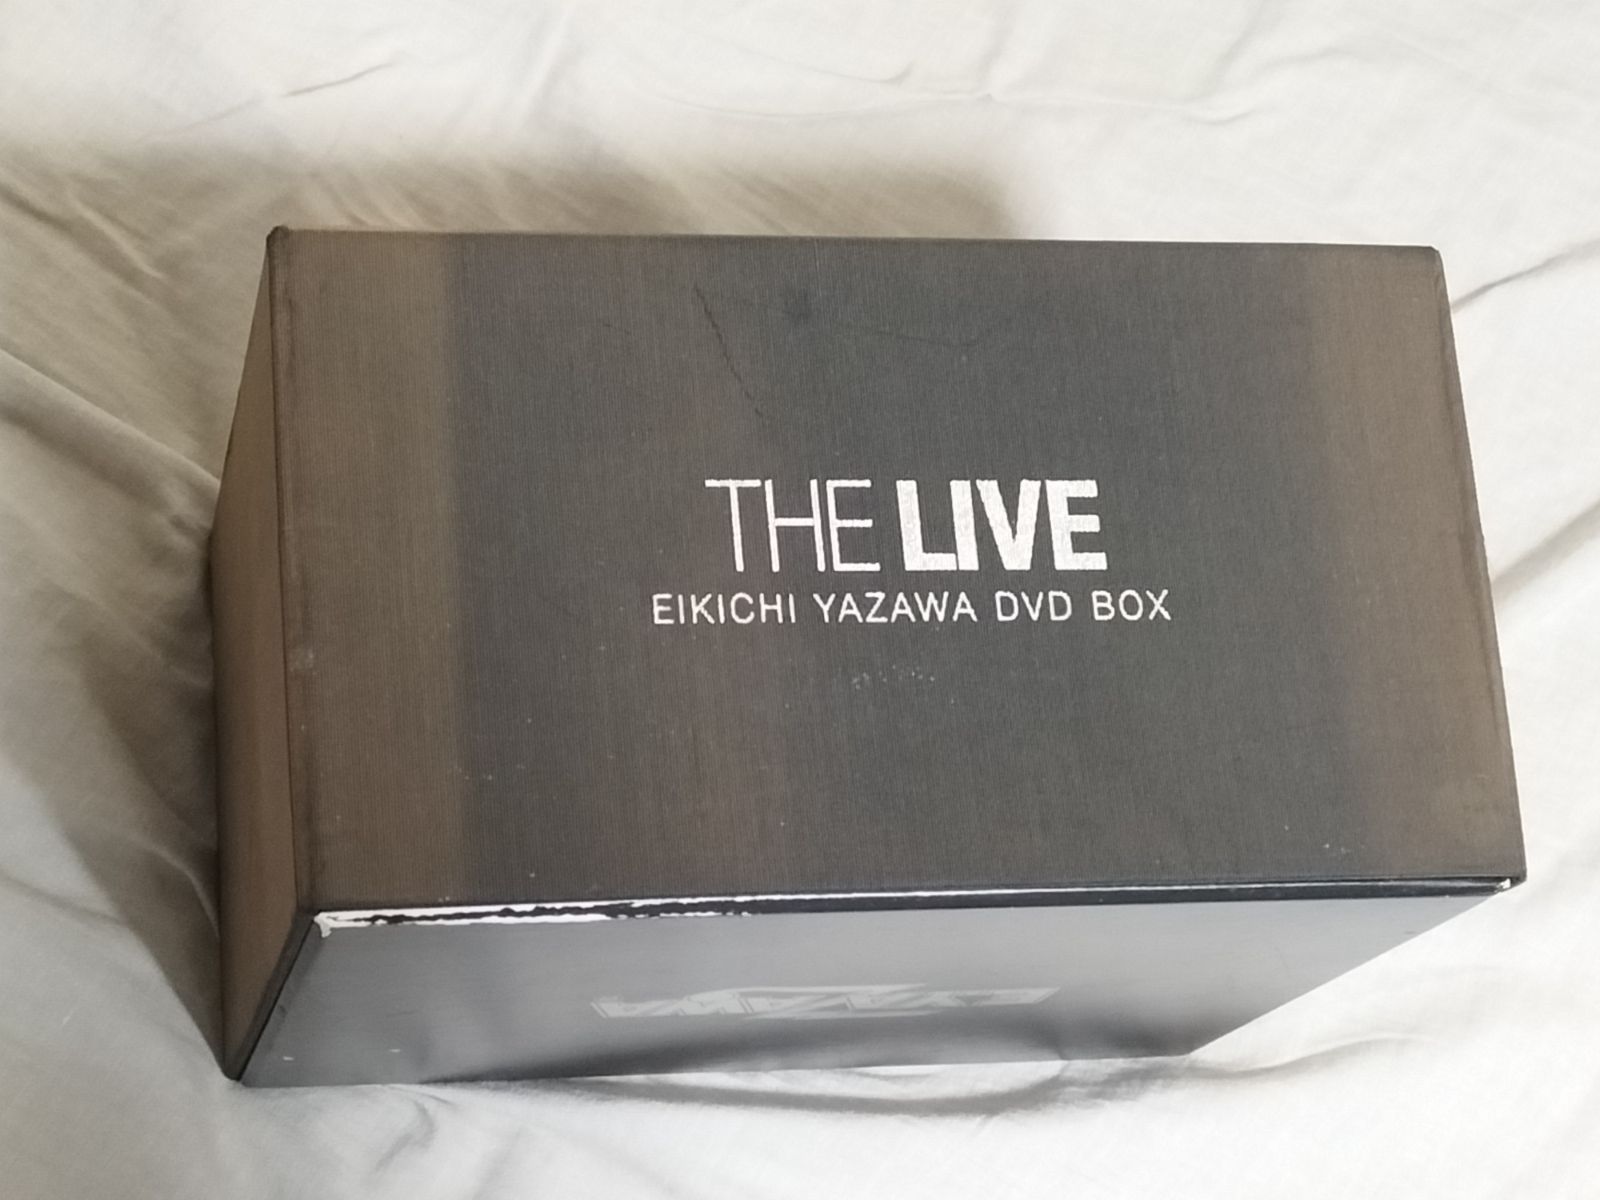 THE LIVE
EIKICHI YAZAWA DVD BOX